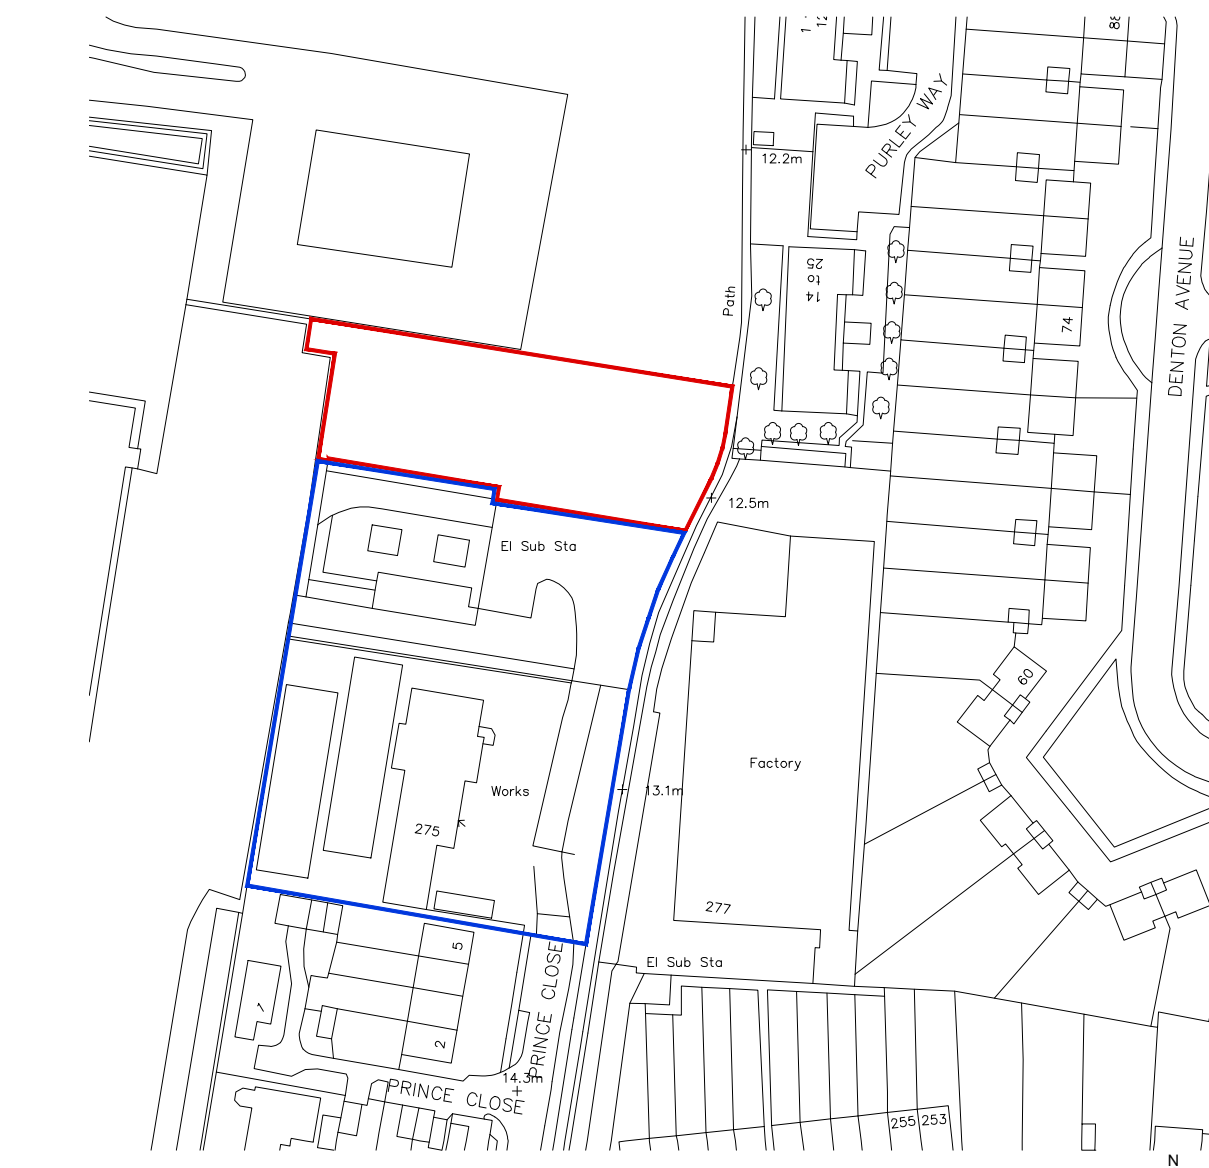 88
PURLEY WAY
12.2m
DENTON AVENUE
14 to 25
Path
74
12.5m
El Sub Sta
60
Factory
Works
13.1m
275
277
5
El Sub Sta
PRINCE CLOSE
1
2
14.3m
PRINCE CLOSE
255
253
N